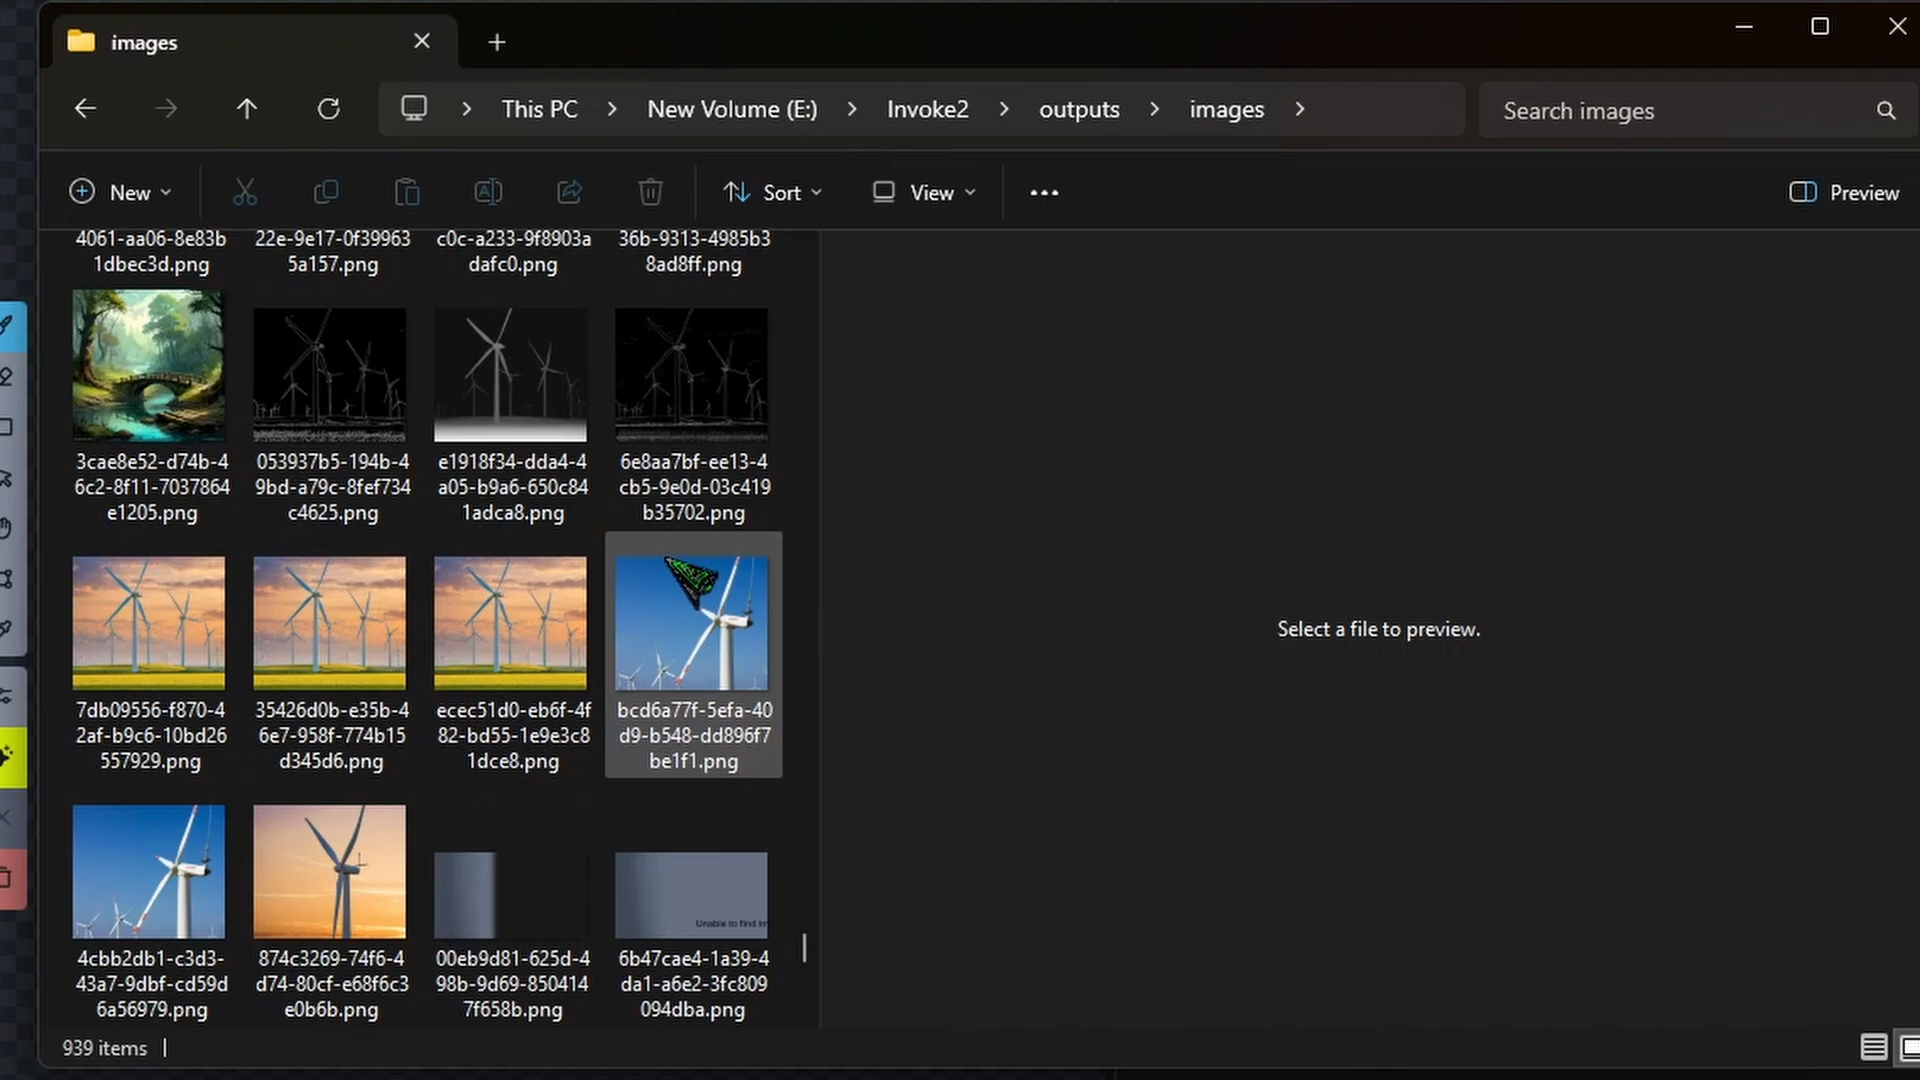 images
This PC
New Volume (E:)
Invoke2
outputs
images
Search images
New
Sort
View
Preview
4061-aa06-8e83b
1dbec3d.png
22e-9e17-0f39963
5a157.png
c0c-a233-9f8903a
dafc0.png
36b-9313-4985b3
8ad8ff.png
3cae8e52-d74b-4
6c2-8f11-7037864
e1205.png
053937b5-194b-4
9bd-a79c-8fef734
c4625.png
e1918f34-dda4-4
a05-b9a6-650c84
1adca8.png
6e8aa7bf-ee13-4
cb5-9e0d-03c419
b35702.png
7db09556-f870-4
2af-b9c6-10bd26
557929.png
35426d0b-e35b-4
6e7-958f-774b15
d345d6.png
ecec51d0-eb6f-4f
82-bd55-1e9e3c8
1dce8.png
bcd6a77f-5efa-40
d9-b548-dd896f7
be1f1.png
Select a file to preview.
Unable to find im
4cbb2db1-c3d3-
43a7-9dbf-cd59d
6a56979.png
874c3269-74f6-4
d74-80cf-e68f6c3
e0b6b.png
00eb9d81-625d-4
98b-9d69-850414
7f658b.png
6b47cae4-1a39-4
da1-a6e2-3fc809
094dba.png
939 items